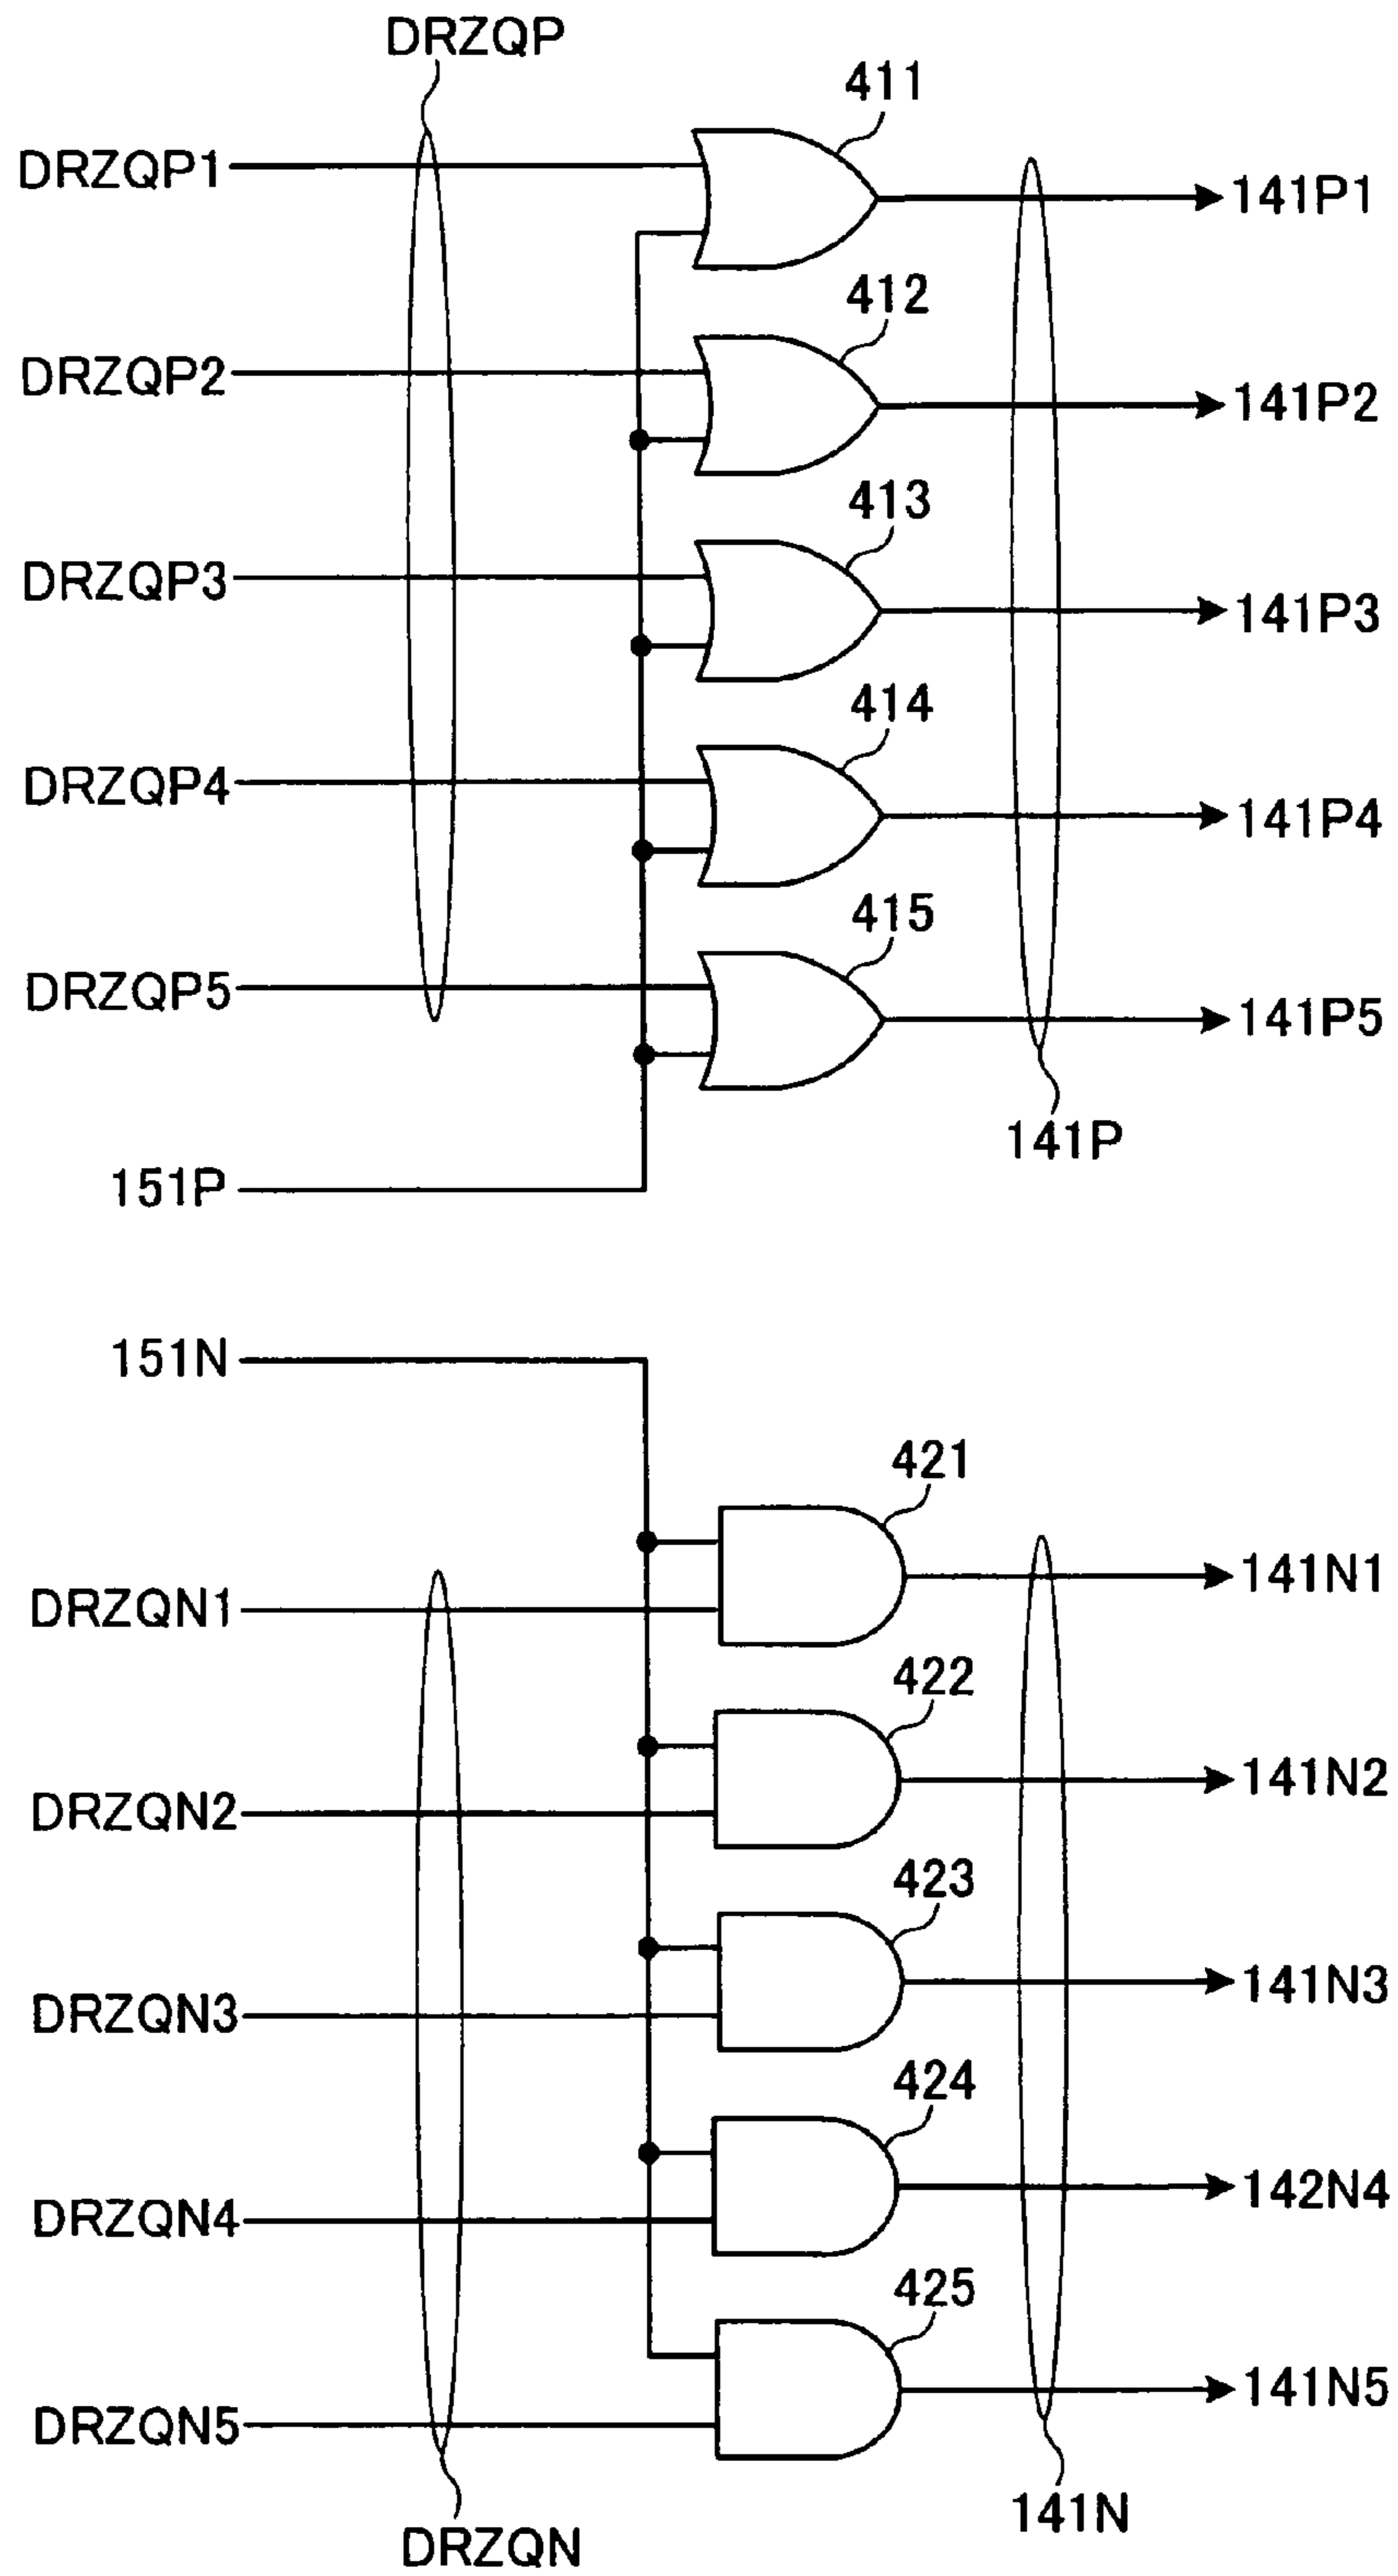 DRZQP
411
DRZQP1
141P1
412
DRZQP2
141P2
413
DRZQP3
141P3
414
DRZQP4
141P4
415
DRZQP5
141P5
141P
151P
151N
421
DRZQN1
141N1
422
DRZQN2
141N2
423
DRZQN3
141N3
424
DRZQN4
142N4
425
DRZQN5
141N5
141N
DRZQN